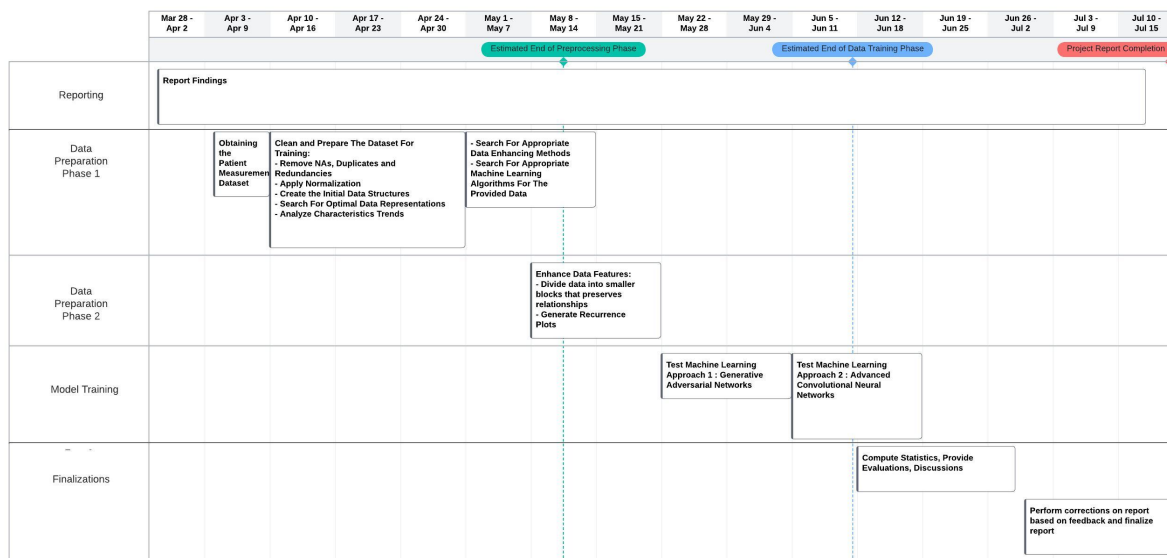 Mar 28 - Apr 3 - Apr 10 - Apr 17 - Apr 24 - May 1 - May 8 - May 15 - May 22 - May 29 - Jun 5 - Jun 12 - Jun 19 - Jun 26 - Jul 3 - Jul 10 -
Apr 2 Apr 9 Apr 16 Apr 23 Apr 30 May 7 May 14 May 21 May 28 Jun 4 Jun 11 Jun 18 Jun 25 Jul 2 Jul 9 Jul 15
Estimated End of Preprocessing Phase
Estimated End of Data Training Phase
Project Report Completion
Reporting
Report Findings
Data
Preparation
Phase 1
Obtaining
the
Patient
Measuremen
Dataset
Clean and Prepare The Dataset For
Training:
- Remove NAs, Duplicates and
Redundancies
- Apply Normalization
- Create the Initial Data Structures
- Search For Optimal Data Representations
- Analyze Characteristics Trends
- Search For Appropriate
Data Enhancing Methods
- Search For Appropriate
Machine Learning
Algorithms For The
Provided Data
Data
Preparation
Phase 2
Enhance Data Features:
- Divide data into smaller
blocks that preserves
relationships
- Generate Recurrence
Plots
Model Training
Test Machine Learning
Approach 1 : Generative
Adversarial Networks
Test Machine Learning
Approach 2 : Advanced
Convolutional Neural
Networks
Finalizations
Compute Statistics, Provide
Evaluations, Discussions
Perform corrections on report
based on feedback and finalize
report